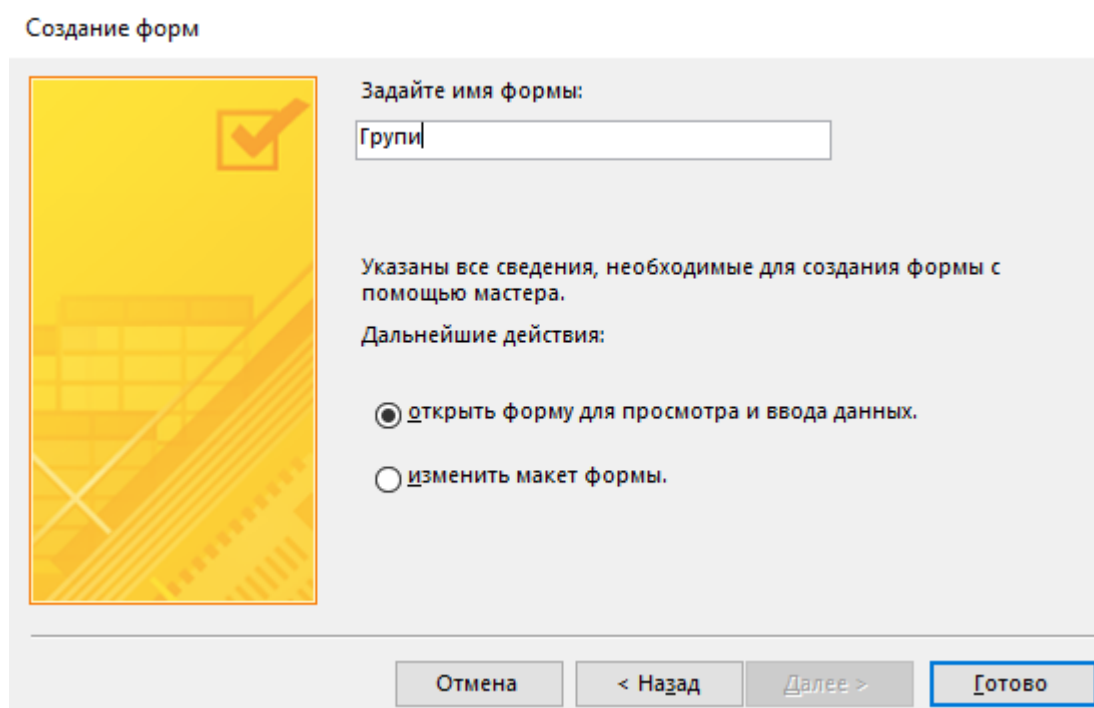 Создание форм
Задайте имя формы:
Групи
Указаны все сведения, необходимые для создания формы с
помощью мастера.
Дальнейшие действия:
открыть форму для просмотра и ввода данных.
изменить макет формы.
Отмена
< Назад
Далее >
Готово